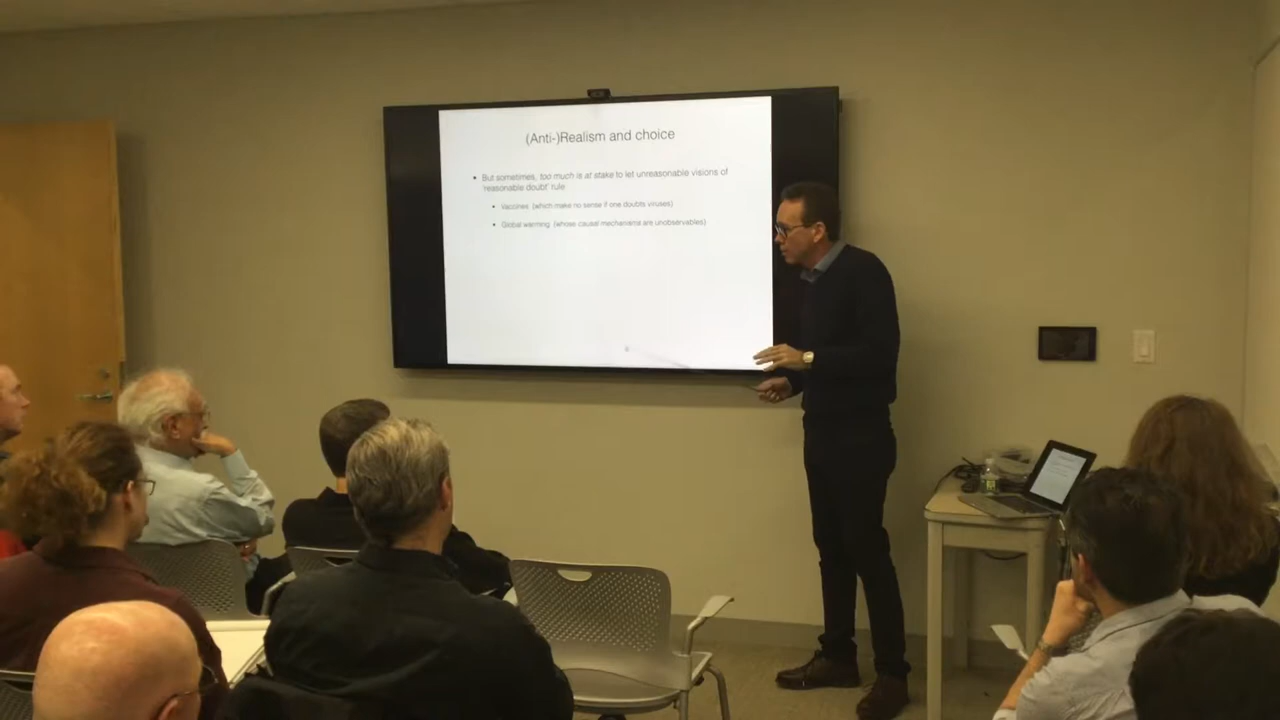 (Anti-)Realism and choice
• But sometimes, too much is at stake to let unreasonable visions of
'reasonable doubt' rule
• Vaccines (which make no sense if one doubts viruses)
• Global warming (whose causal mechanisms are unobservables)